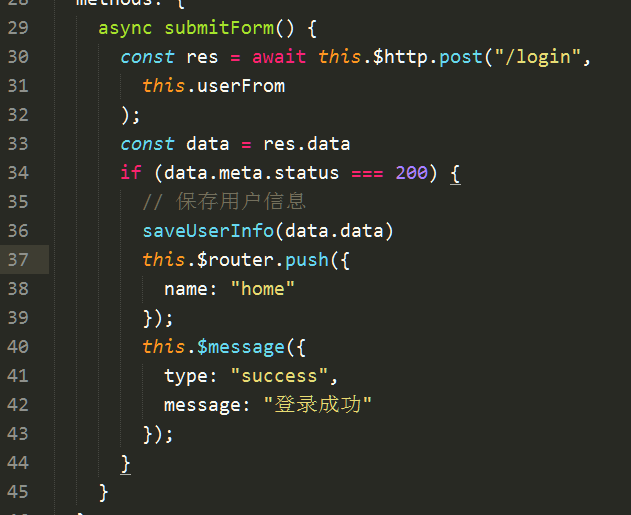 28 methods: {
29 async submitForm() {
30 const res = await this.$http.post("/login",
31 this.userFrom
32 );
33 const data = res.data
34 if (data.meta.status === 200) {
35 // 保存用户信息
36 saveUserInfo(data.data)
37 this.$router.push({
38 name: "home"
39 });
40 this.$message({
41 type: "success",
42 message: "登录成功"
43 });
44 }
45 }
46 }